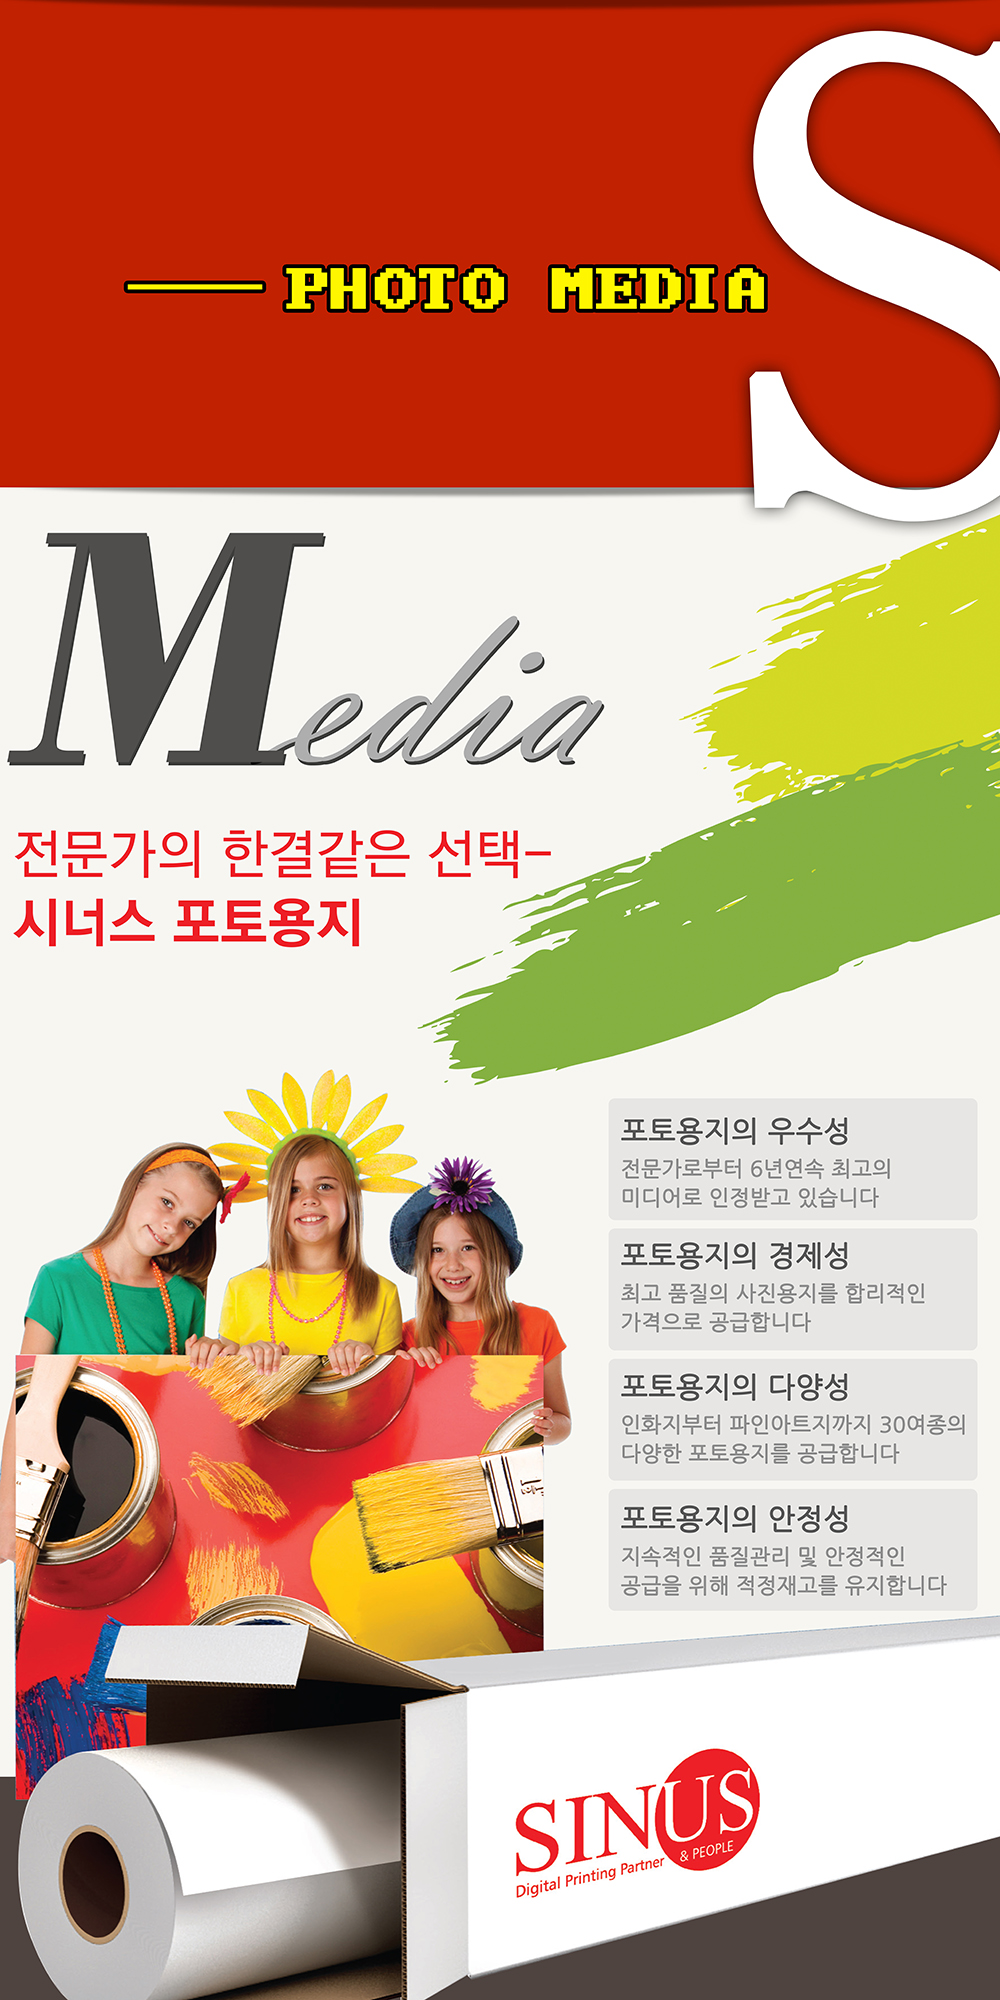 S
PHOTO MEDIA
Media
전문가의 한결같은 선택-
시너스 포토용지
포토용지의 우수성
전문가로부터 6년연속 최고의
미디어로 인정받고 있습니다
포토용지의 경제성
최고 품질의 사진용지를 합리적인
가격으로 공급합니다
포토용지의 다양성
인화지부터 파인아트지까지 30여종의
다양한 포토용지를 공급합니다
포토용지의 안정성
지속적인 품질관리 및 안정적인
공급을 위해 적정재고를 유지합니다
SINUS
& PEOPLE
Digital Printing Partner